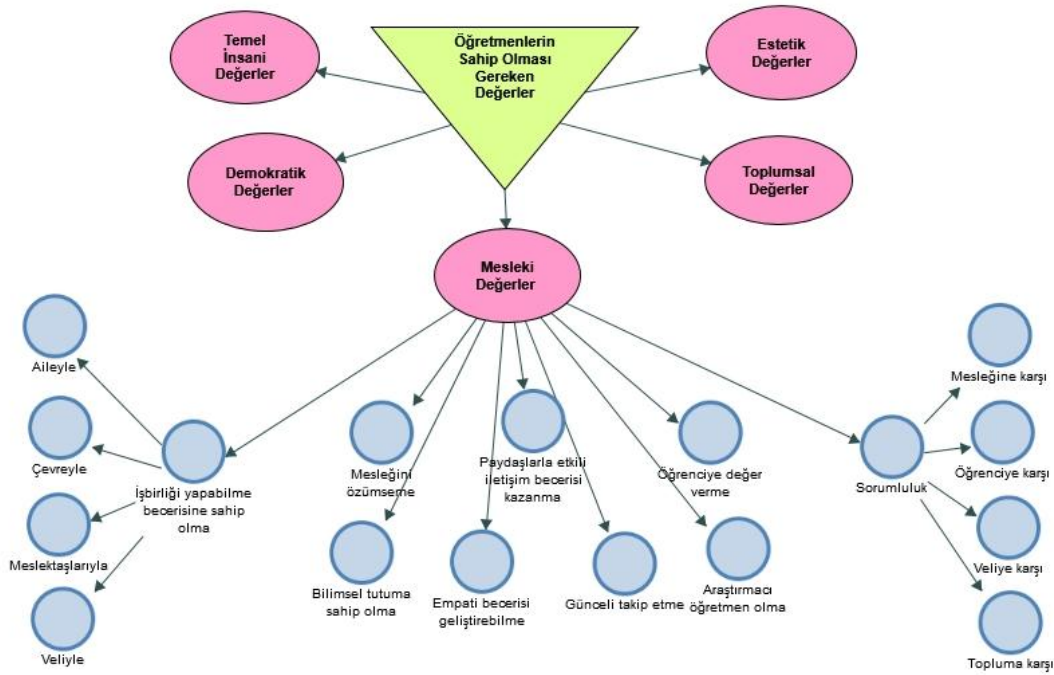 Temel
İnsani
Değerler
Öğretmenlerin
Sahip Olması
Gereken
Değerler
Estetik
Değerler
Demokratik
Değerler
Toplumsal
Değerler
Mesleki
Değerler
Aileyle
Çevreyle
Meslektaşlarıyla
Veliyle
İşbirliği yapabilme
becerisine sahip
olma
Mesleğini
özümseme
Paydaşlarla etkili
iletişim becerisi
kazanma
Öğrenciye değer
verme
Bilimsel tutuma
sahip olma
Empati becerisi
geliştirebilme
Günceli takip etme
Araştırmacı
öğretmen olma
Sorumluluk
Mesleğine karşı
Öğrenciye karşı
Veliye karşı
Topluma karşı